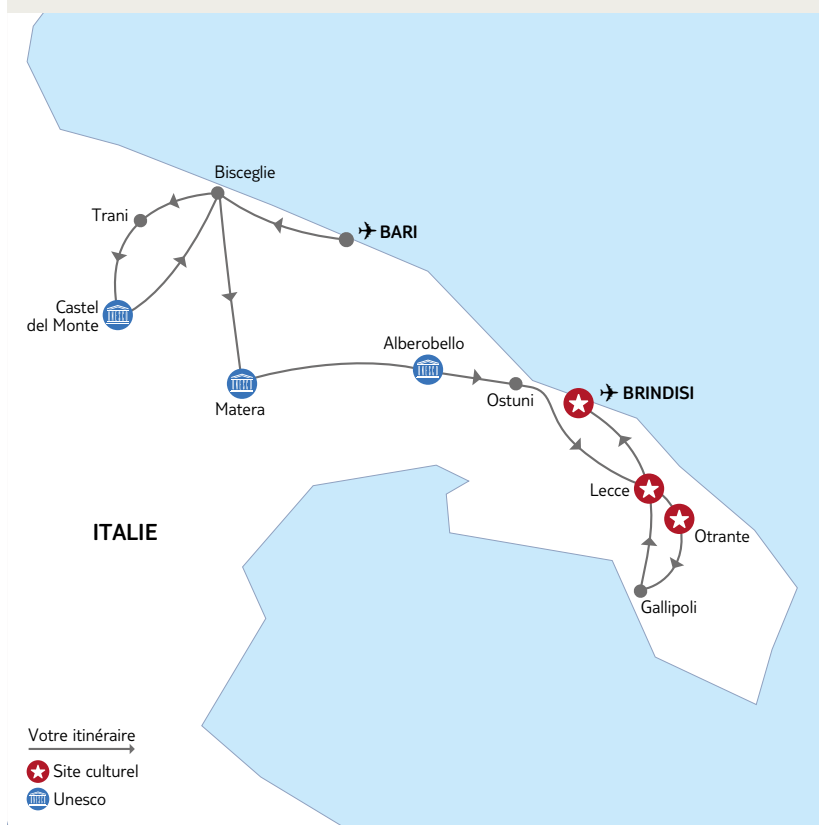 Bisceglie
Trani
BARI
Castel
del Monte
Alberobello
Matera
Ostuni
BRINDISI
Lecce
Otrante
ITALIE
Gallipoli
Votre itinéraire
Site culturel
Unesco